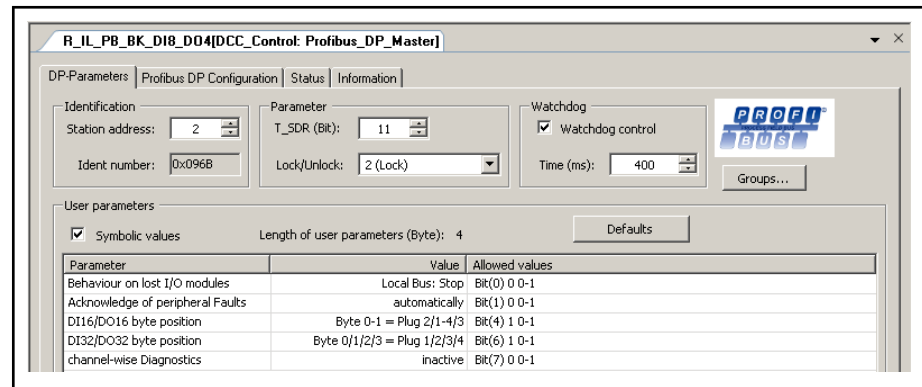 R_IL_PB_BK_DI8_DO4[DCC_Control: Profibus_DP_Master]
DP-Parameters Profibus DP Configuration Status Information
Identification Parameter Watchdog
Station address: 2 T_SDR (Bit): 11 Watchdog control
Ident number: 0x096B Lock/Unlock: 2 (Lock) Time (ms): 400
PROFI
BUS
Groups...
User parameters
Symbolic values Length of user parameters (Byte): 4 Defaults
Parameter Value Allowed values
Behaviour on lost I/O modules Local Bus: Stop Bit(0) 0 0-1
Acknowledge of peripheral Faults automatically Bit(1) 0 0-1
DI16/DO16 byte position Byte 0-1 = Plug 2/1-4/3 Bit(4) 1 0-1
DI32/DO32 byte position Byte 0/1/2/3 = Plug 1/2/3/4 Bit(6) 1 0-1
channel-wise Diagnostics inactive Bit(7) 0 0-1